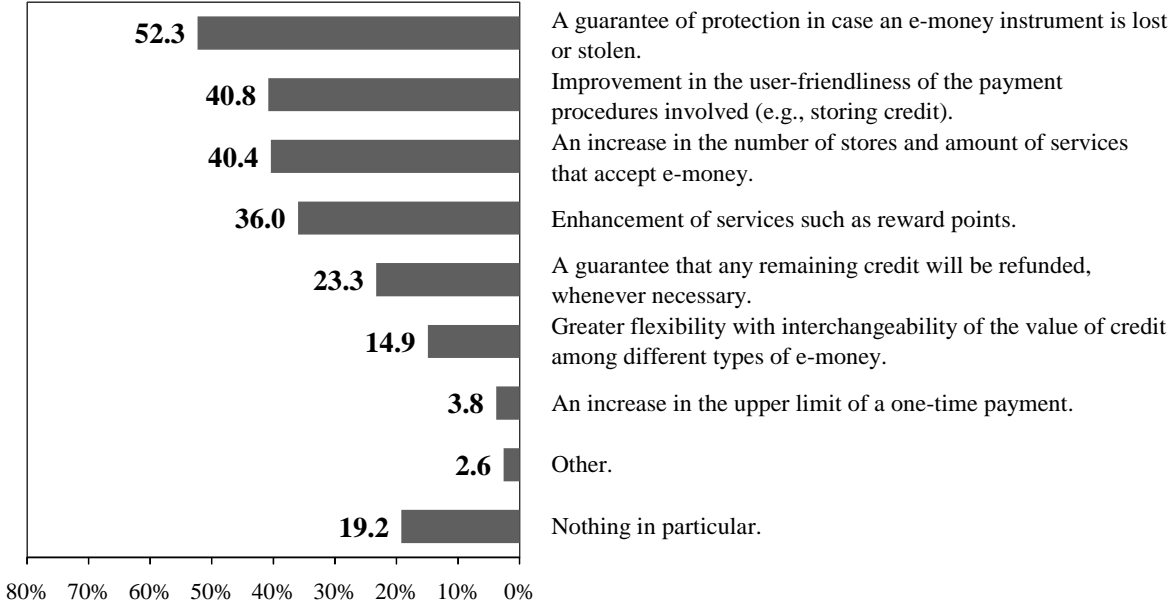 52.3
A guarantee of protection in case an e-money instrument is lost
or stolen.
40.8
Improvement in the user-friendliness of the payment
procedures involved (e.g., storing credit).
40.4
An increase in the number of stores and amount of services
that accept e-money.
36.0
Enhancement of services such as reward points.
23.3
A guarantee that any remaining credit will be refunded,
whenever necessary.
14.9
Greater flexibility with interchangeability of the value of credit
among different types of e-money.
3.8
An increase in the upper limit of a one-time payment.
2.6
Other.
19.2
Nothing in particular.
80% 70% 60% 50% 40% 30% 20% 10% 0%